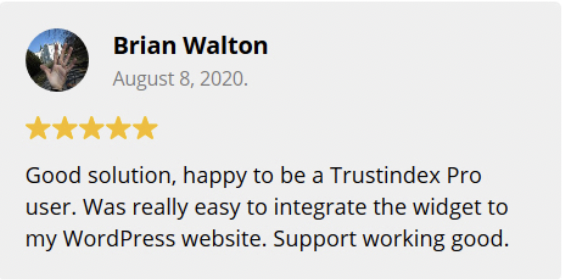 Brian Walton
August 8, 2020.
Good solution, happy to be a Trustindex Pro
user. Was really easy to integrate the widget to
my WordPress website. Support working good.